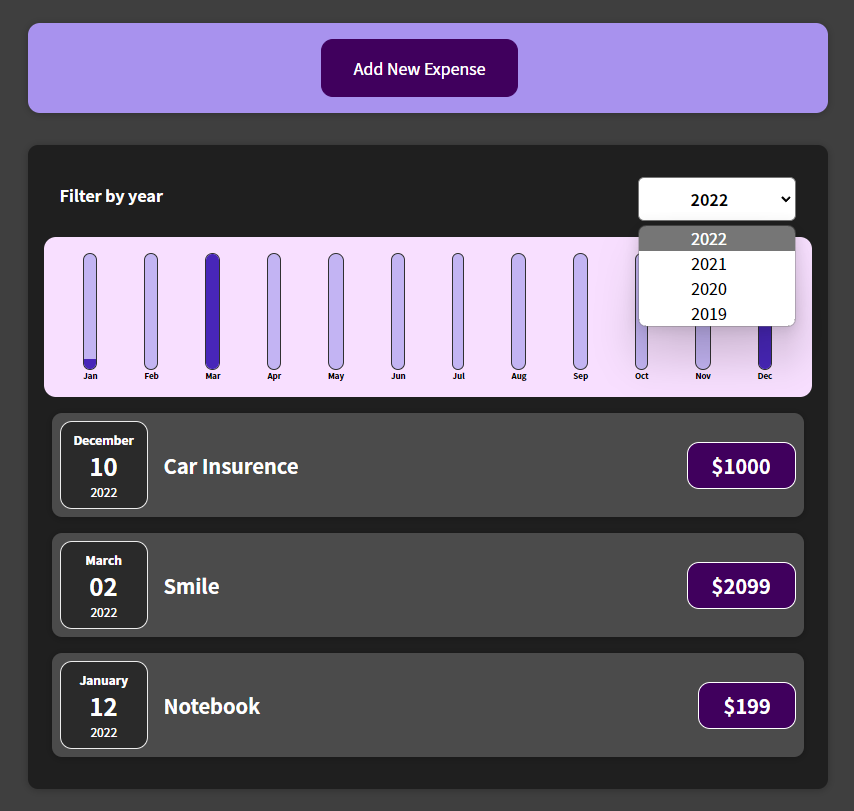 Add New Expense
Filter by year
2022
2022
2021
2020
2019
Jan Feb Mar Apr May Jun Jul Aug Sep Oct Nov Dec
December
10
2022
Car Insurence
$1000
March
02
2022
Smile
$2099
January
12
2022
Notebook
$199